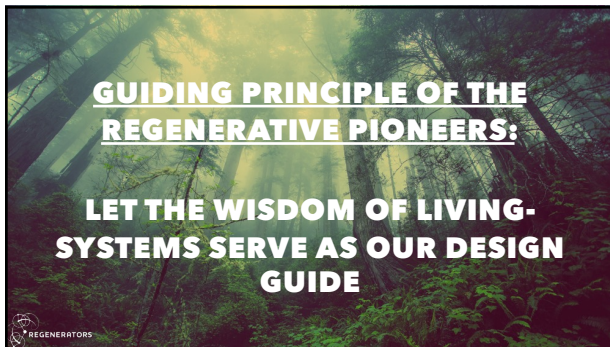 GUIDING PRINCIPLE OF THE
REGENERATIVE PIONEERS:
LET THE WISDOM OF LIVING-
SYSTEMS SERVE AS OUR DESIGN
GUIDE
REGENERATORS